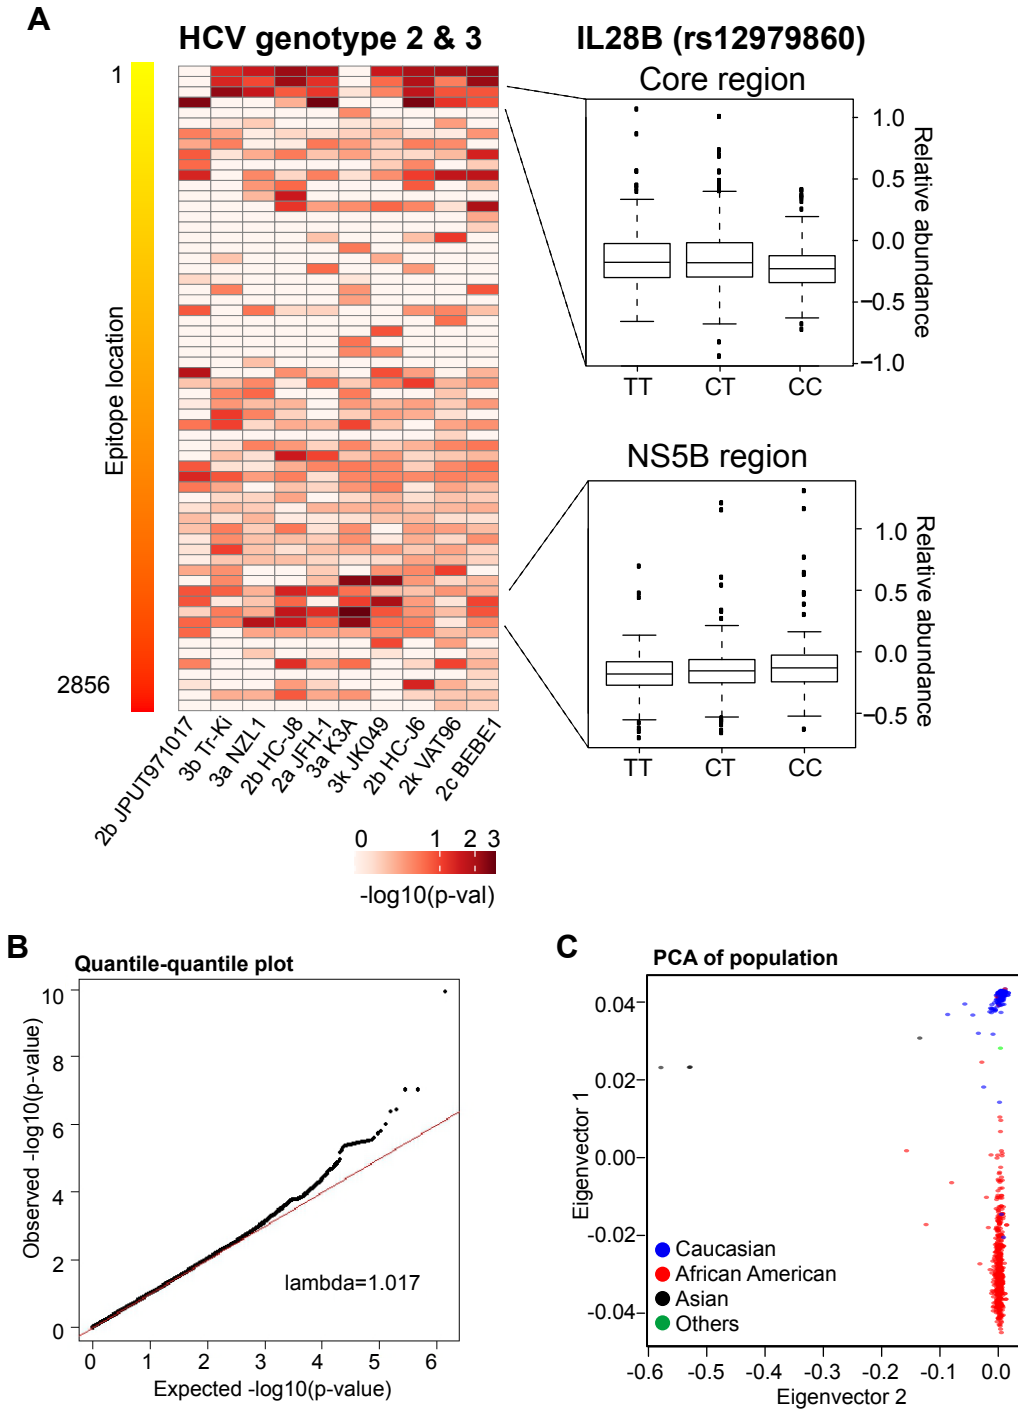 A
HCV genotype 2 & 3
IL28B (rs12979860)
1
Epitope location
2856
2b JPUT971017
3b Tr-Ki
3a NZL1
2b HC-J8
2a JFH-1
3a K3A
3k JK049
2b HC-J6
2k VAT96
2c BEBE1
0 1 2 3
-log10(p-val)
Core region
1.0
0.5
0.0
−0.5
−1.0
Relative abundance
TT CT CC
NS5B region
1.0
0.5
0.0
−0.5
Relative abundance
TT CT CC
B
Quantile-quantile plot
Observed -log10(p-value)
10
8
6
4
2
0
lambda=1.017
0 1 2 3 4 5 6
Expected -log10(p-value)
C
PCA of population
Eigenvector 1
0.04
0.02
0.00
-0.02
-0.04
Caucasian
African American
Asian
Others
-0.6 -0.5 -0.4 -0.3 -0.2 -0.1 0.0
Eigenvector 2